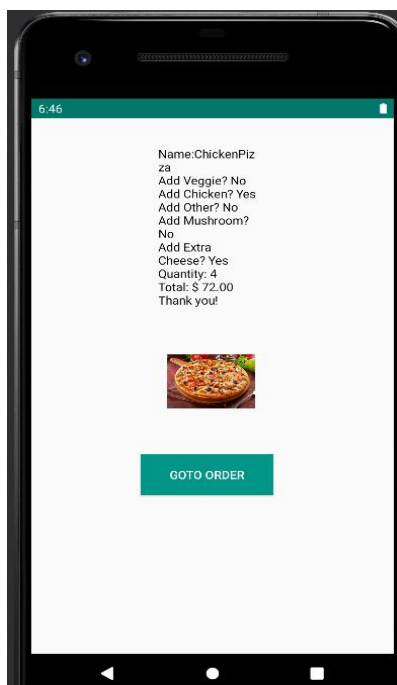 6:46
Name:ChickenPiz
za
Add Veggie? No
Add Chicken? Yes
Add Other? No
Add Mushroom?
No
Add Extra
Cheese? Yes
Quantity: 4
Total: $ 72.00
Thank you!
GOTO ORDER